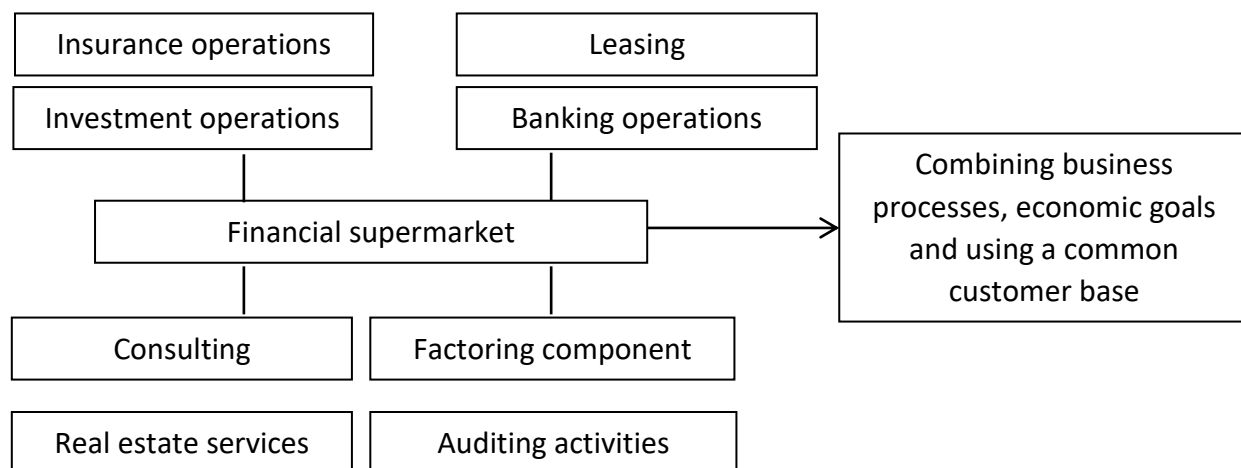 Insurance operations
Leasing
Investment operations
Banking operations
Combining business
processes, economic goals
and using a common
customer base
Financial supermarket
Consulting
Factoring component
Real estate services
Auditing activities